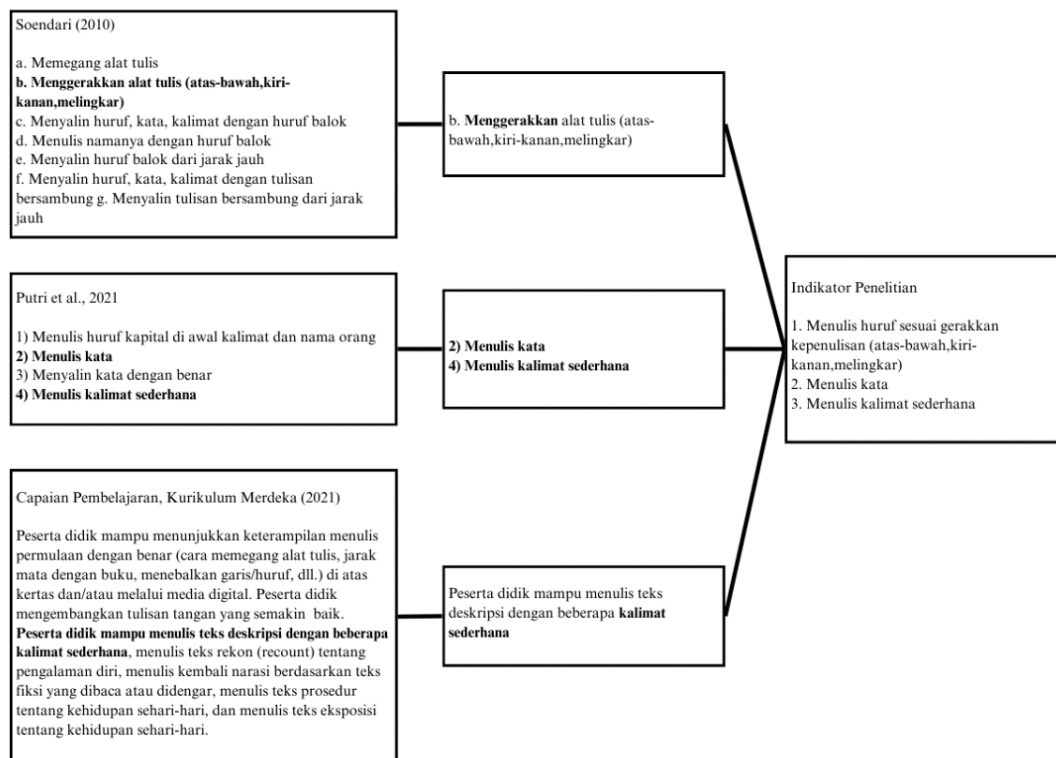 Soendari (2010)
a. Memegang alat tulis
b. Menggerakkan alat tulis (atas-bawah,kiri-
kanan,melingkar)
c. Menyalin huruf, kata, kalimat dengan huruf balok
d. Menulis namanya dengan huruf balok
e. Menyalin huruf balok dari jarak jauh
f. Menyalin huruf, kata, kalimat dengan tulisan
bersambung g. Menyalin tulisan bersambung dari jarak
jauh
b. Menggerakkan alat tulis (atas-
bawah,kiri-kanan,melingkar)
Putri et al., 2021
1) Menulis huruf kapital di awal kalimat dan nama orang
2) Menulis kata
3) Menyalin kata dengan benar
4) Menulis kalimat sederhana
2) Menulis kata
4) Menulis kalimat sederhana
Capaian Pembelajaran, Kurikulum Merdeka (2021)
Peserta didik mampu menunjukkan keterampilan menulis
permulaan dengan benar (cara memegang alat tulis, jarak
mata dengan buku, menebalkan garis/huruf, dll.) di atas
kertas dan/atau melalui media digital. Peserta didik
mengembangkan tulisan tangan yang semakin baik.
Peserta didik mampu menulis teks deskripsi dengan beberapa
kalimat sederhana, menulis teks rekon (recount) tentang
pengalaman diri, menulis kembali narasi berdasarkan teks
fiksi yang dibaca atau didengar, menulis teks prosedur
tentang kehidupan sehari-hari, dan menulis teks eksposisi
tentang kehidupan sehari-hari.
Peserta didik mampu menulis teks
deskripsi dengan beberapa kalimat
sederhana
Indikator Penelitian
1. Menulis huruf sesuai gerakkan
kepenulisan (atas-bawah,kiri-
kanan,melingkar)
2. Menulis kata
3. Menulis kalimat sederhana